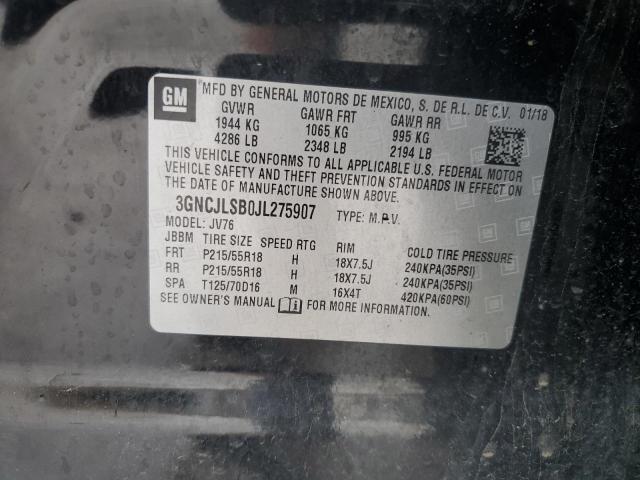 GM
MFD BY GENERAL MOTORS DE MEXICO, S. DE R.L. DE C.V. 01/18
GVWR GAWR FRT GAWR RR
1944 KG 1065 KG 995 KG
4286 LB 2348 LB 2194 LB
THIS VEHICLE CONFORMS TO ALL APPLICABLE U.S. FEDERAL MOTOR
VEHICLE SAFETY AND THEFT PREVENTION STANDARDS IN EFFECT ON THE
DATE OF MANUFACTURE SHOWN ABOVE.
3GNCJLSB0JL275907 TYPE: M.P.V.
MODEL: JV76
JBBM TIRE SIZE SPEED RTG RIM COLD TIRE PRESSURE
FRT P215/55R18 H 18X7.5J 240KPA(35PSI)
RR P215/55R18 H 18X7.5J 240KPA(35PSI)
SPA T125/70D16 M 16X4T 420KPA(60PSI)
SEE OWNER'S MANUAL FOR MORE INFORMATION.